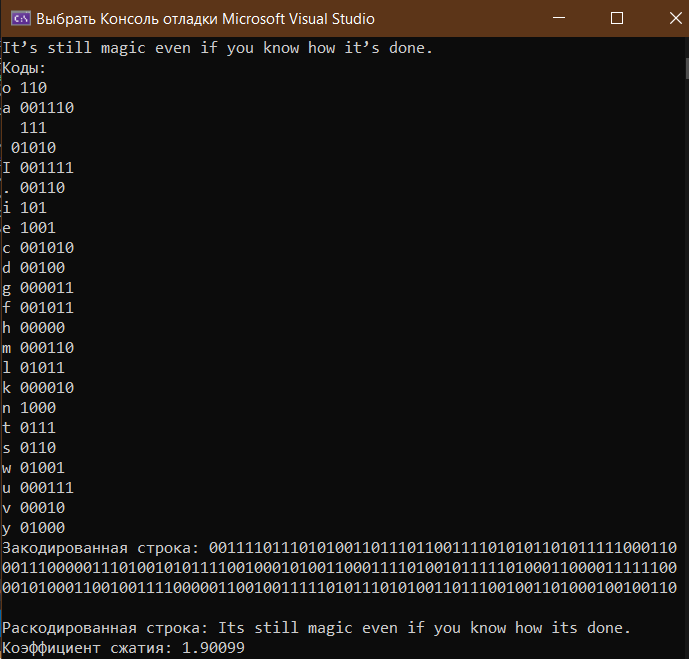 Выбрать Консоль отладки Microsoft Visual Studio
It’s still magic even if you know how it’s done.
Коды:
o 110
a 001110
111
01010
I 001111
. 00110
i 101
e 1001
c 001010
d 00100
g 000011
f 001011
h 00000
m 000110
l 01011
k 000010
n 1000
t 0111
s 0110
w 01001
u 000111
v 00010
y 01000
Закодированная строка: 0011110111010100110111011001111010101101011111000110
001110000011101001010111100100010100110001111010010111110100011000011111100
001010001100100111100000110010011111010111010100110111001001101000100100110
Раскодированная строка: Its still magic even if you know how its done.
Коэффициент сжатия: 1.90099